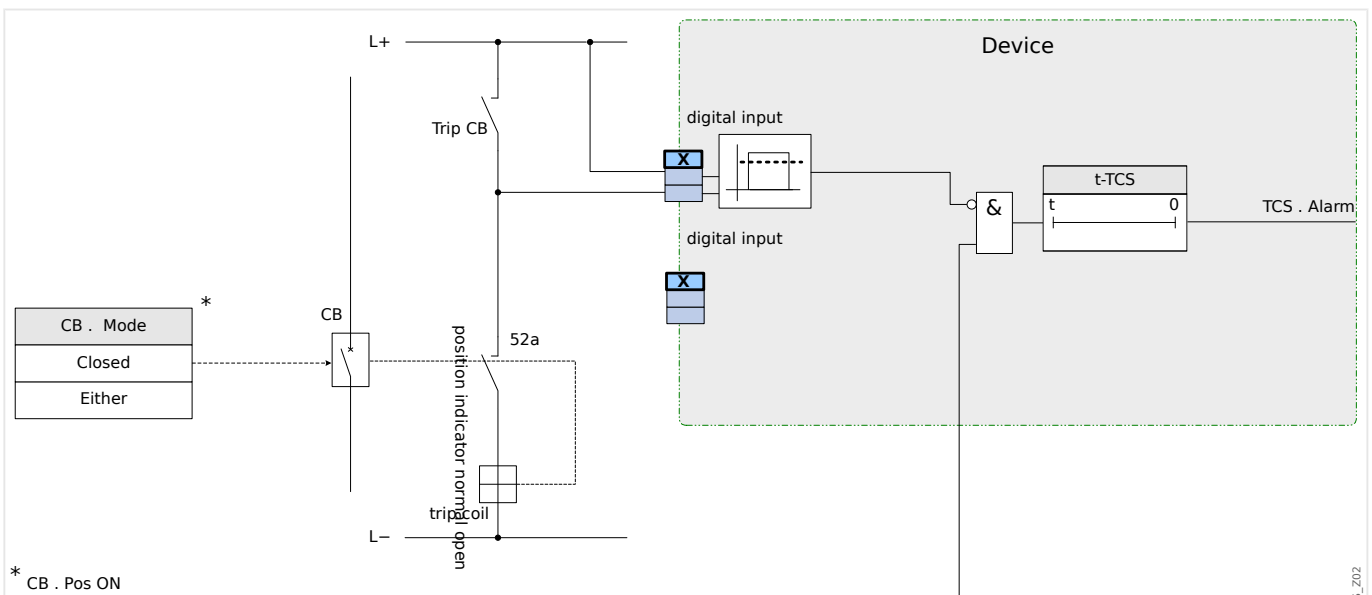 L+
Device
digital input
Trip CB
X
t-TCS
&
t 0
TCS . Alarm
digital input
X
*
CB
CB . Mode
Closed
Either
52a
position indicator normal open
trip coil
L−
* CB . Pos ON
_Z02